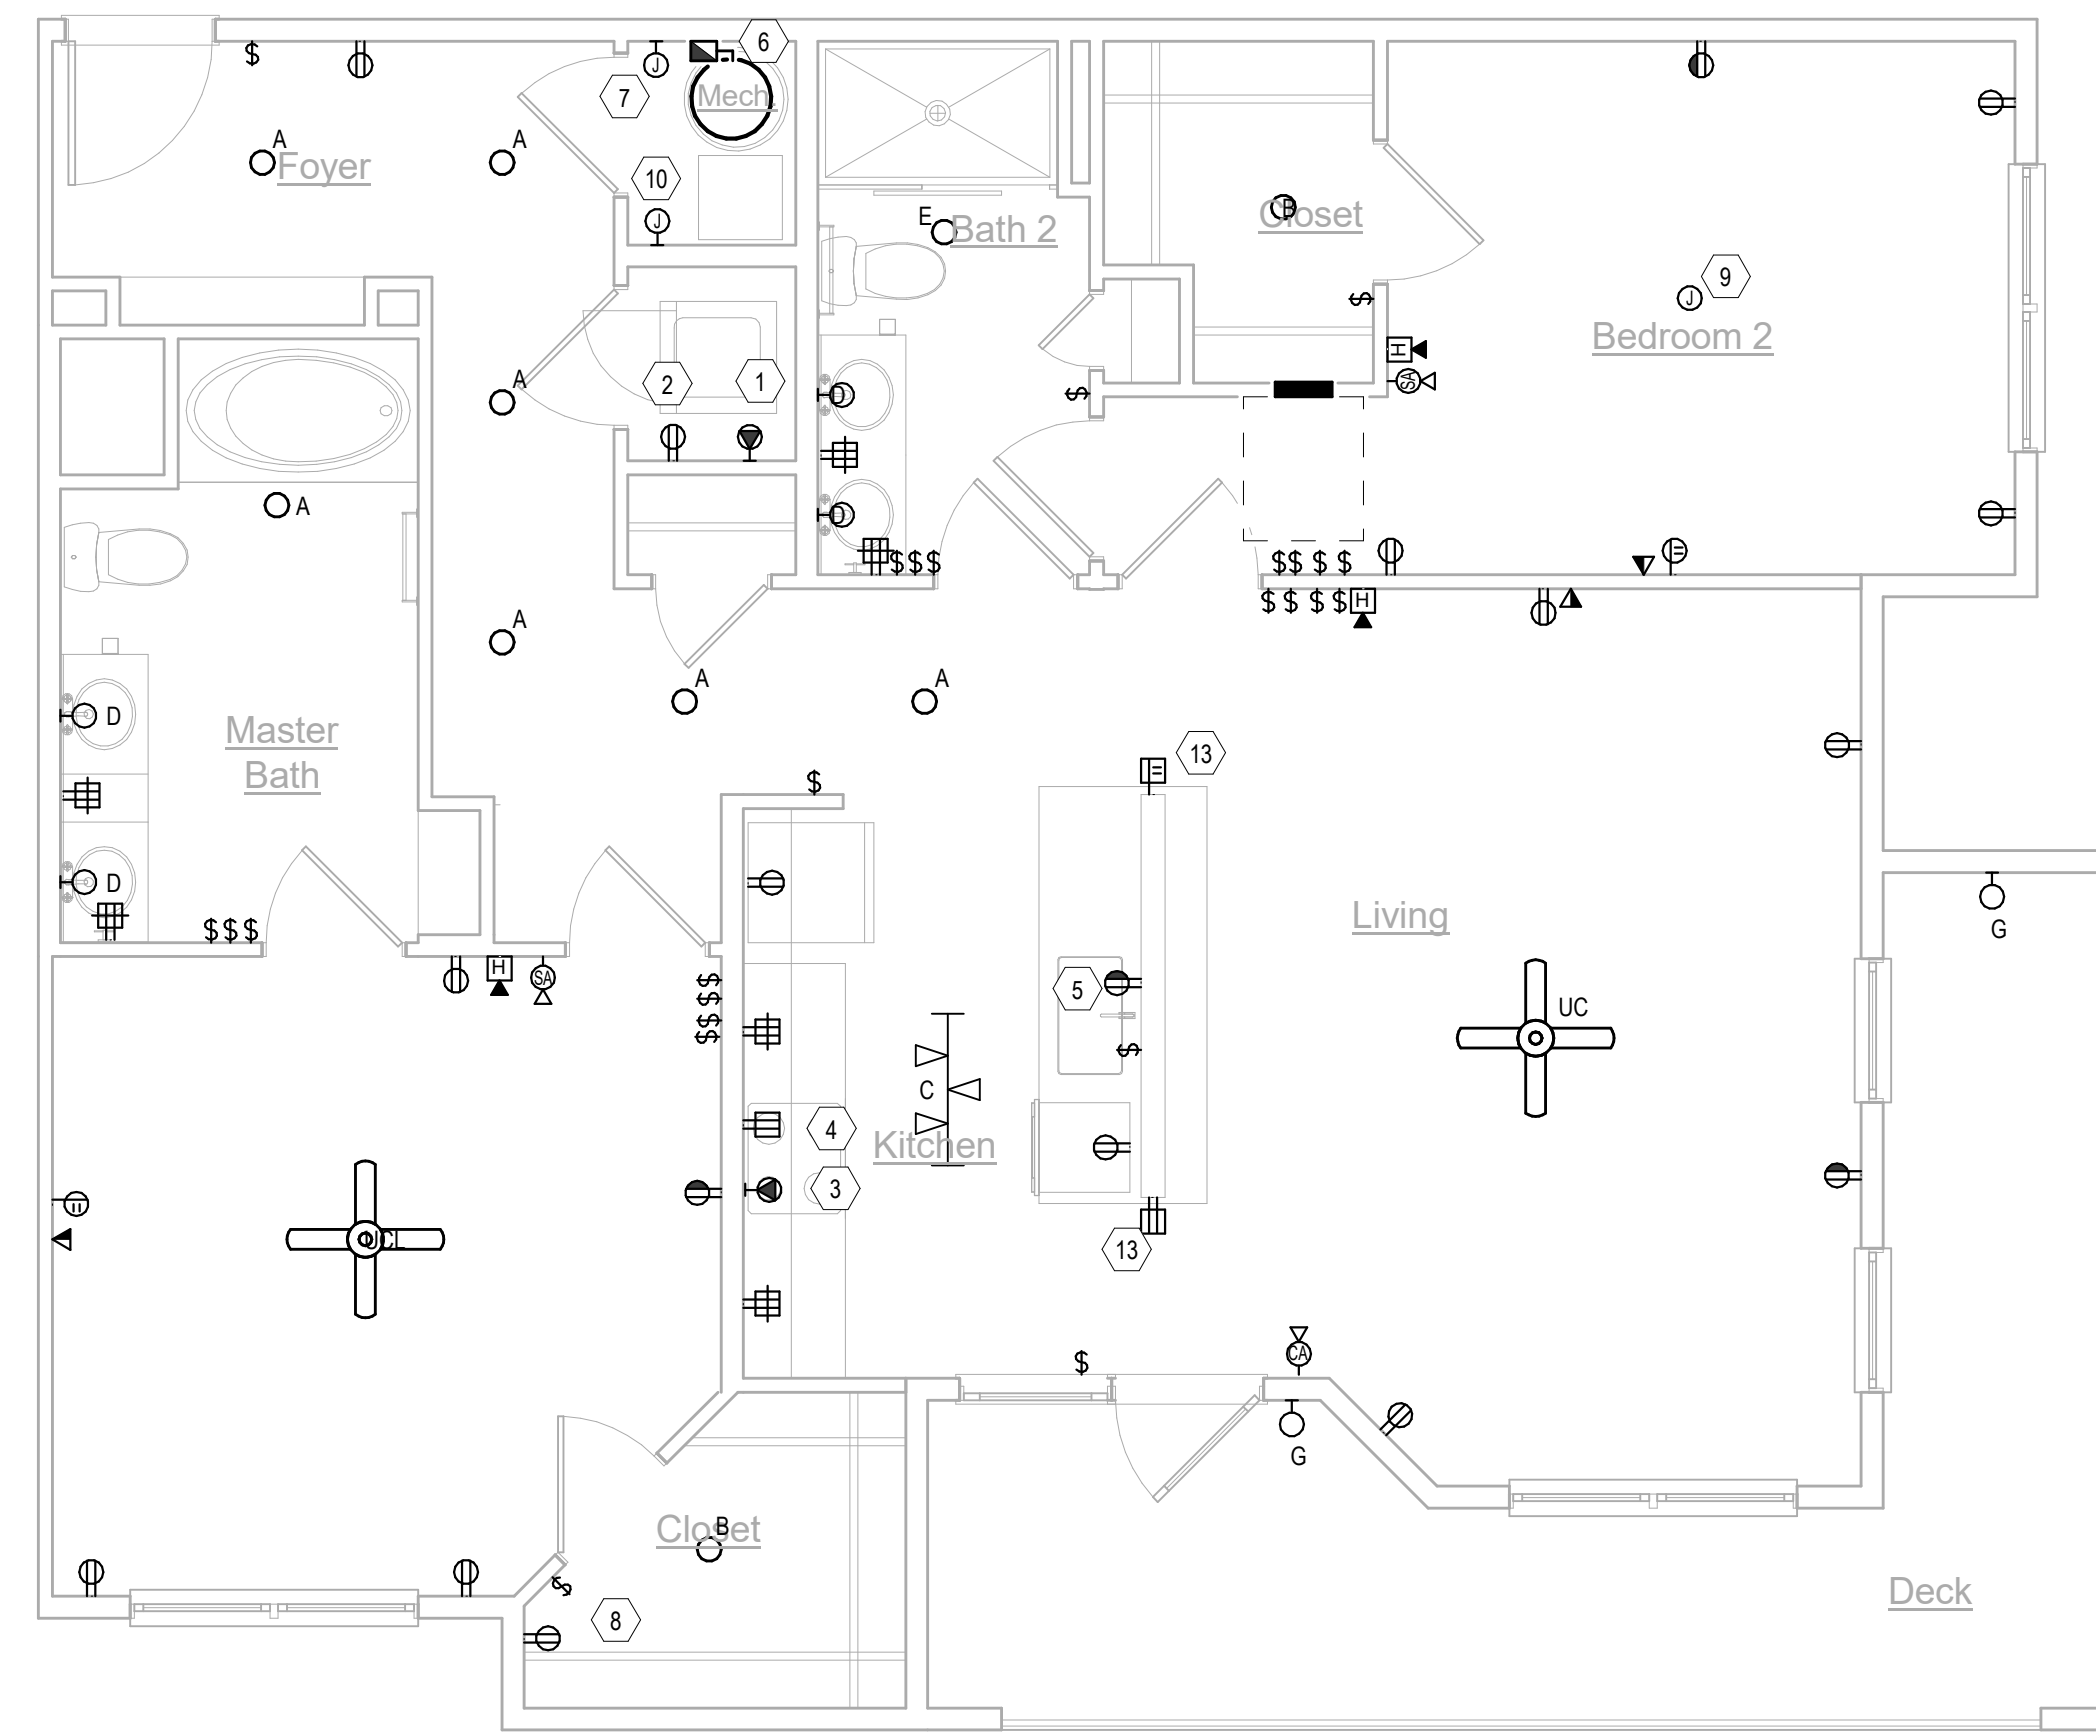 $
6
J
7
Mech.
A
Foyer
A
10
J
E
Bath 2
B
Closet
9
J
Bedroom 2
$
H
SA
A
2
1
D
$
A
D
$$$
$$ $ $
$ $ $ $
H
A
A
A
D
Master
Bath
13
$
D
$$$
H
SA
$
$
$
$
Living
G
5
UC
$
C
4
Kitchen
3
UCL
13
$
CA
G
Closet
B
$
8
Deck